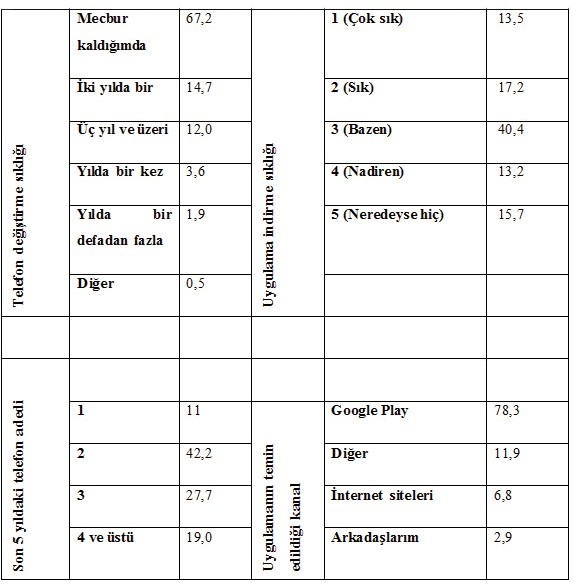 Telefon değiştirme sıklığı
Mecbur
kaldığımda
67,2
Uygulama indirme sıklığı
1 (Çok sık)
13,5
İki yılda bir
14,7
2 (Sık)
17,2
Üç yıl ve üzeri
12,0
3 (Bazen)
40,4
Yılda bir kez
3,6
4 (Nadiren)
13,2
Yılda bir
defadan fazla
1,9
5 (Neredeyse hiç)
15,7
Diğer
0,5
Son 5 yıldaki telefon adedi
1
11
Uygulamanın temin
edildiği kanal
Google Play
78,3
2
42,2
Diğer
11,9
3
27,7
İnternet siteleri
6,8
4 ve üstü
19,0
Arkadaşlarım
2,9